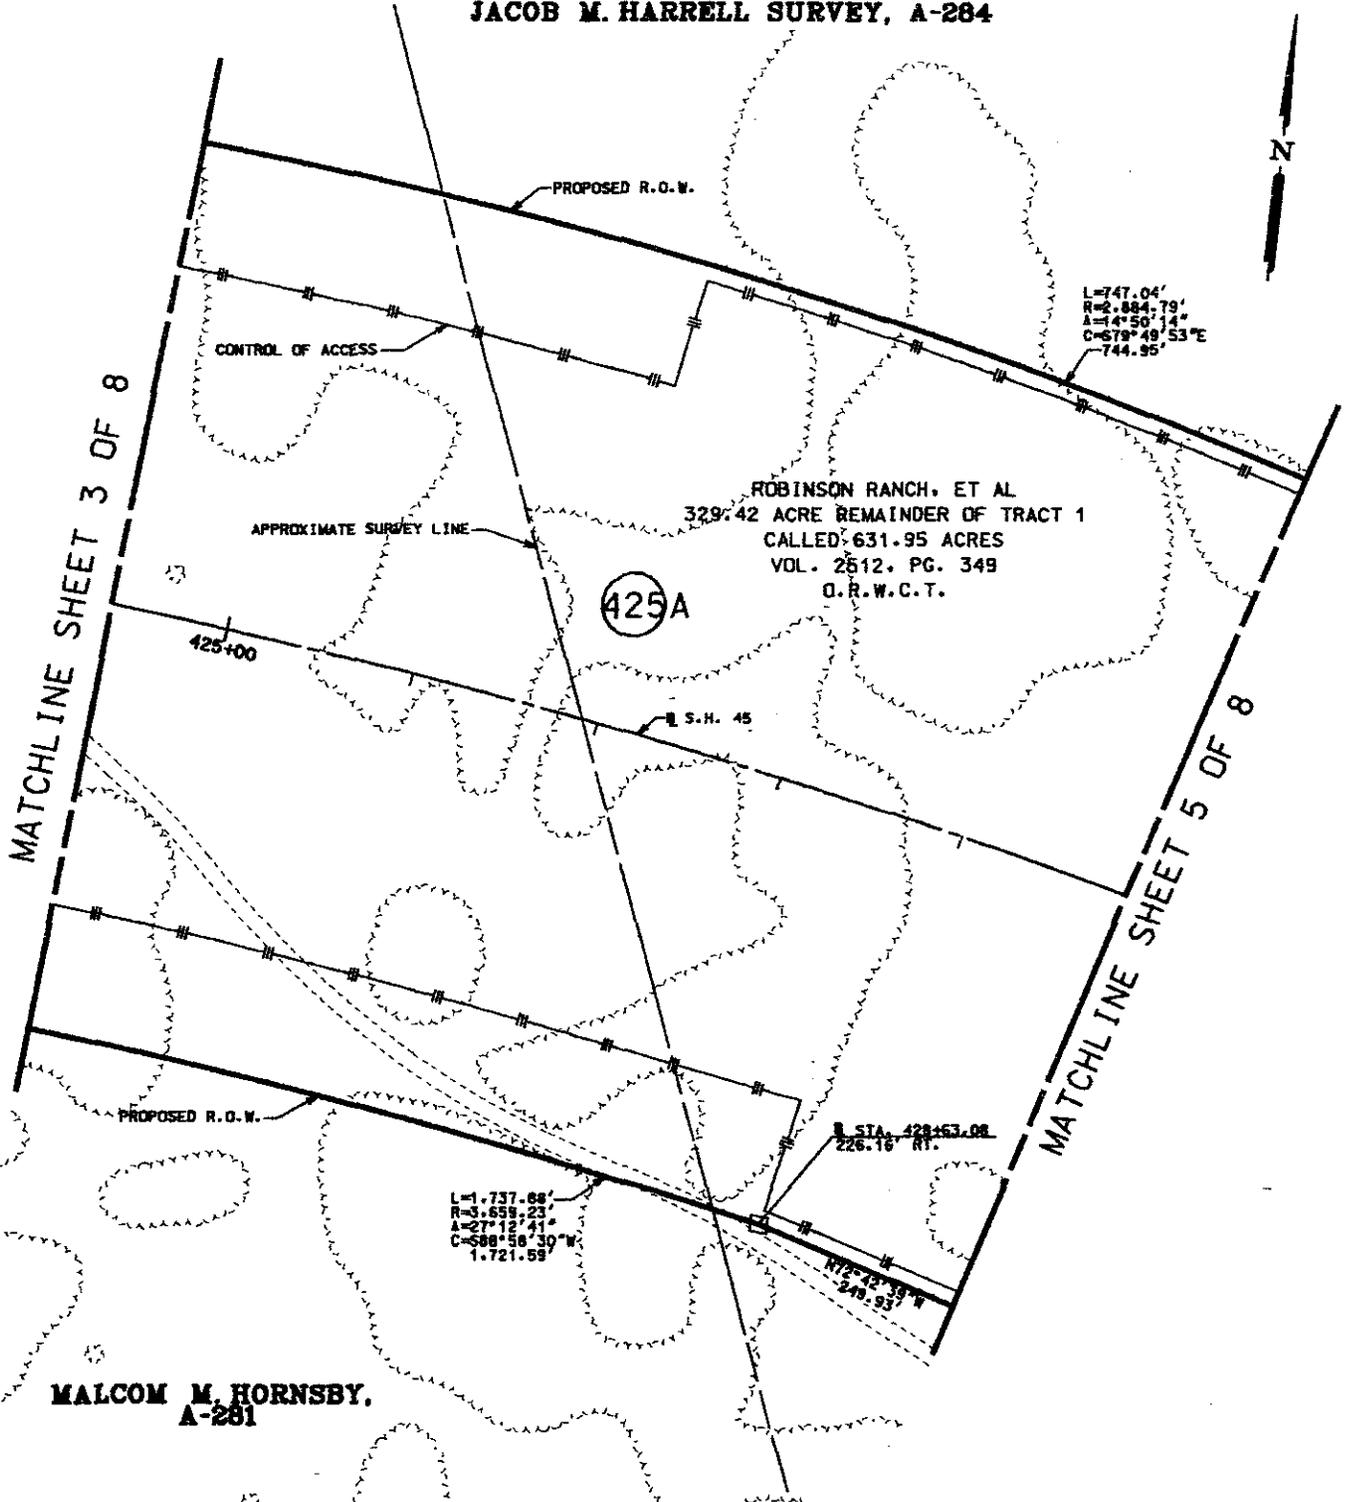 JACOB M. HARRELL SURVEY, A-284
N
PROPOSED R.O.W.
L=747.04'
R=2,884.79'
Δ=14°50'14"
C=S79°49'53"E
744.95'
CONTROL OF ACCESS
MATCHLINE SHEET 3 OF 8
ROBINSON RANCH, ET AL
329.42 ACRE REMAINDER OF TRACT 1
CALLED 631.95 ACRES
VOL. 2612, PG. 349
O.R.W.C.T.
APPROXIMATE SURVEY LINE
425A
425+00
S.H. 45
MATCHLINE SHEET 5 OF 8
PROPOSED R.O.W.
STA. 428+63.08
226.16' RT.
L=1,737.88'
R=3,659.23'
Δ=27°12'41"
C=S88°58'30"W
1,721.59'
N72°42'39"W
249.93'
MALCOM M. HORNSBY,
A-281